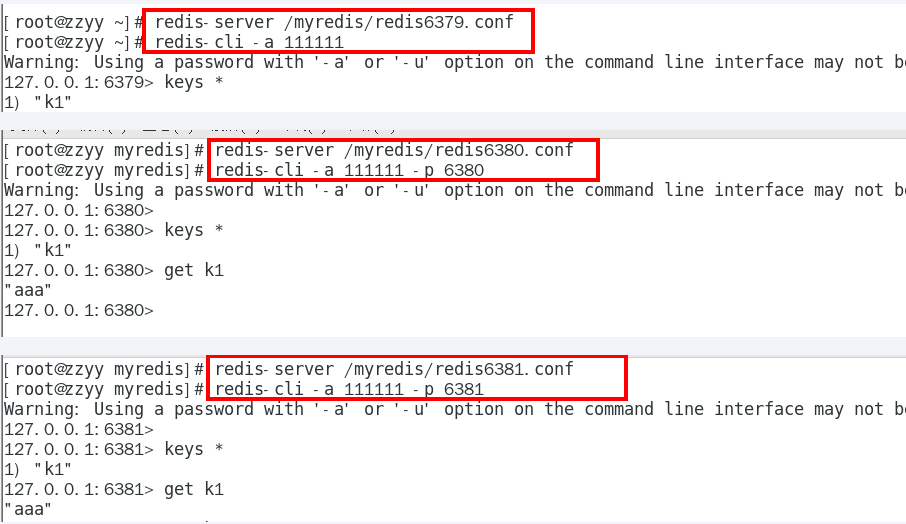 [root@zzyy ~]# redis-server /myredis/redis6379.conf
[root@zzyy ~]# redis-cli -a 111111
Warning: Using a password with '-a' or '-u' option on the command line interface may not be
127.0.0.1:6379> keys *
1) "k1"
[root@zzyy myredis]# redis-server /myredis/redis6380.conf
[root@zzyy myredis]# redis-cli -a 111111 -p 6380
Warning: Using a password with '-a' or '-u' option on the command line interface may not be
127.0.0.1:6380>
127.0.0.1:6380> keys *
1) "k1"
127.0.0.1:6380> get k1
"aaa"
127.0.0.1:6380>
[root@zzyy myredis]# redis-server /myredis/redis6381.conf
[root@zzyy myredis]# redis-cli -a 111111 -p 6381
Warning: Using a password with '-a' or '-u' option on the command line interface may not be
127.0.0.1:6381>
127.0.0.1:6381> keys *
1) "k1"
127.0.0.1:6381> get k1
"aaa"